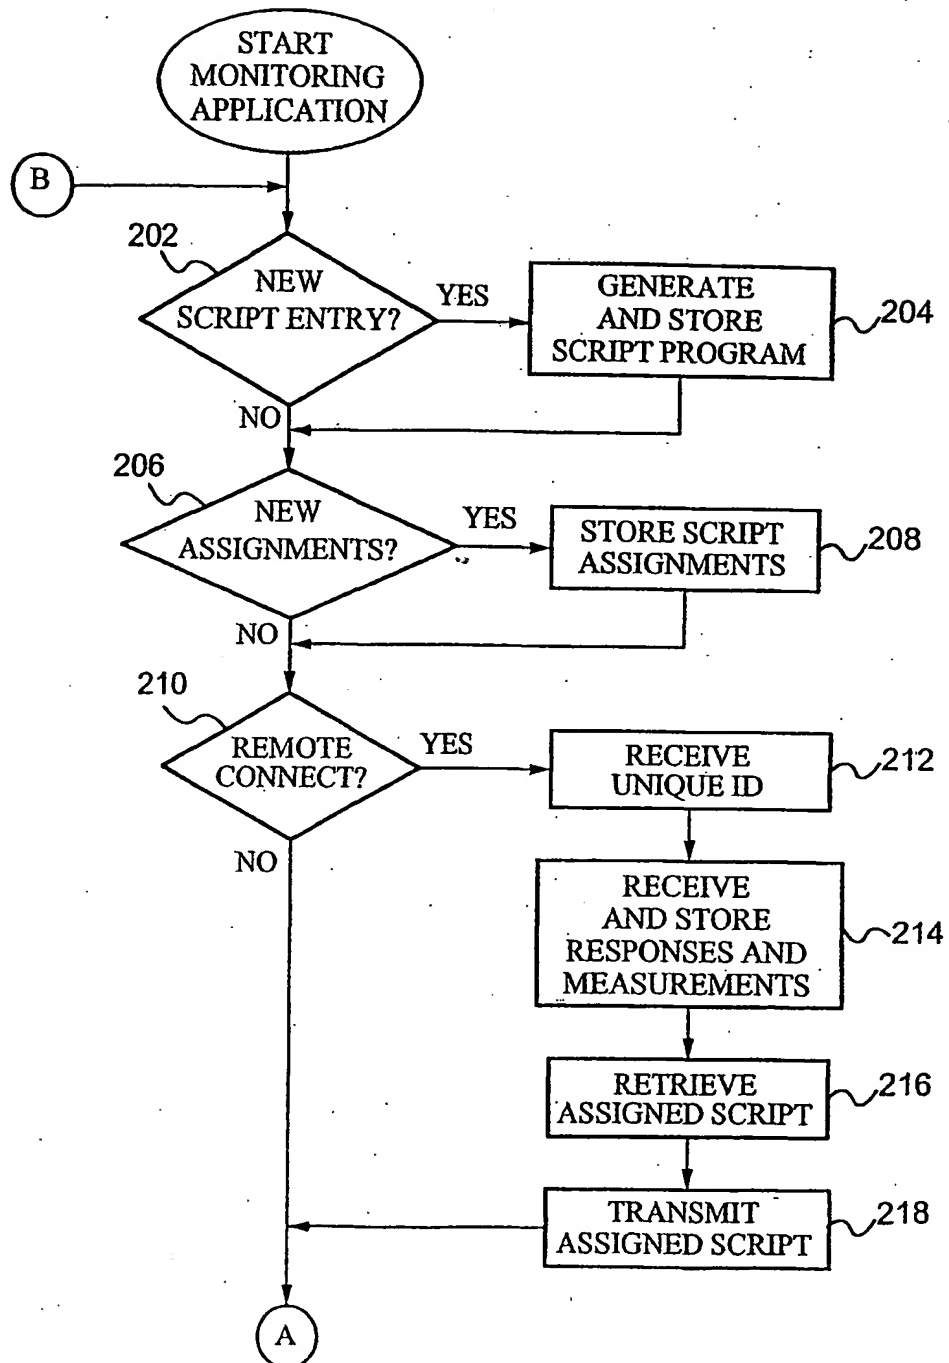 START
MONITORING
APPLICATION
B
202
NEW
SCRIPT ENTRY?
YES
GENERATE
AND STORE
SCRIPT PROGRAM
204
NO
206
NEW
ASSIGNMENTS?
YES
STORE SCRIPT
ASSIGNMENTS
208
NO
210
REMOTE
CONNECT?
YES
RECEIVE
UNIQUE ID
212
NO
RECEIVE
AND STORE
RESPONSES AND
MEASUREMENTS
214
RETRIEVE
ASSIGNED SCRIPT
216
TRANSMIT
ASSIGNED SCRIPT
218
A